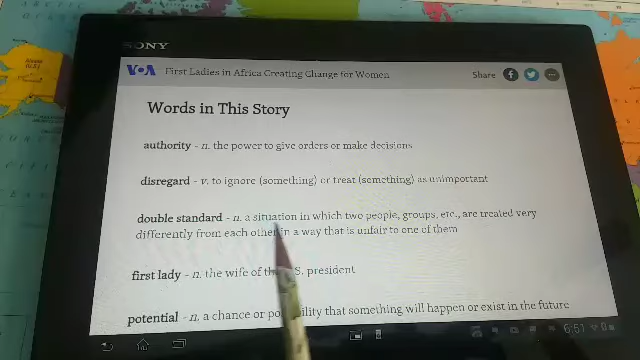 SONY
VOA First Ladies in Africa Creating Change for Women Share
Words in This Story
authority - n. the power to give orders or make decisions
disregard - v. to ignore (something) or treat (something) as unimportant
double standard - n. a situation in which two people, groups, etc., are treated very
differently from each other in a way that is unfair to one of them
first lady - n. the wife of the S. president
potential - n. a chance or that something will happen or exist in the future
6:51